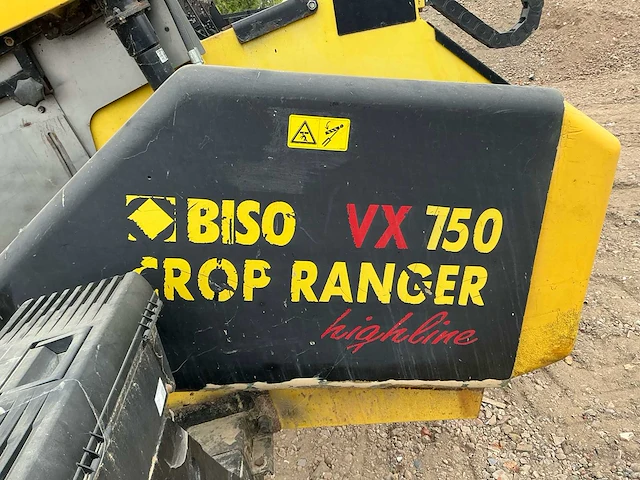 BISO VX 750
CROP RANGER
highline